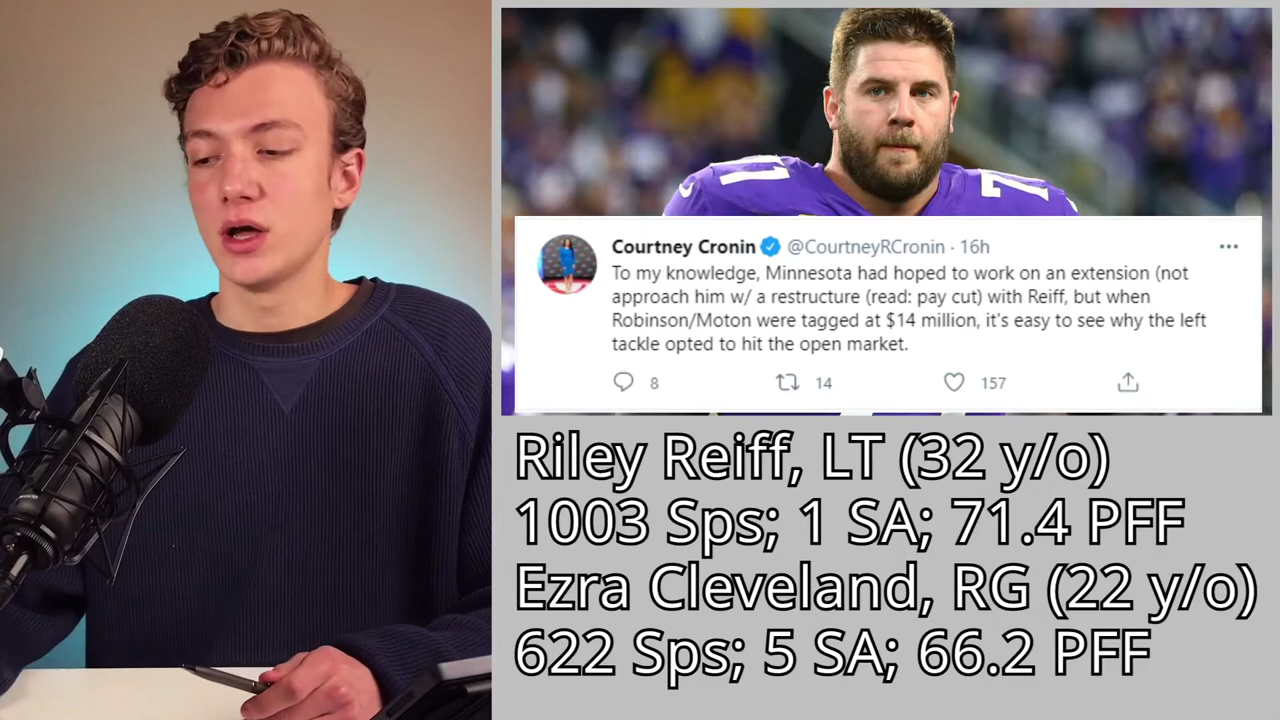 71
7
Courtney Cronin @CourtneyRCronin · 16h
To my knowledge, Minnesota had hoped to work on an extension (not
approach him w/ a restructure (read: pay cut) with Reiff, but when
Robinson/Moton were tagged at $14 million, it's easy to see why the left
tackle opted to hit the open market.
8 14 157
Riley Reiff, LT (32 y/o)
1003 Sps; 1 SA; 71.4 PFF
Ezra Cleveland, RG (22 y/o)
622 Sps; 5 SA; 66.2 PFF